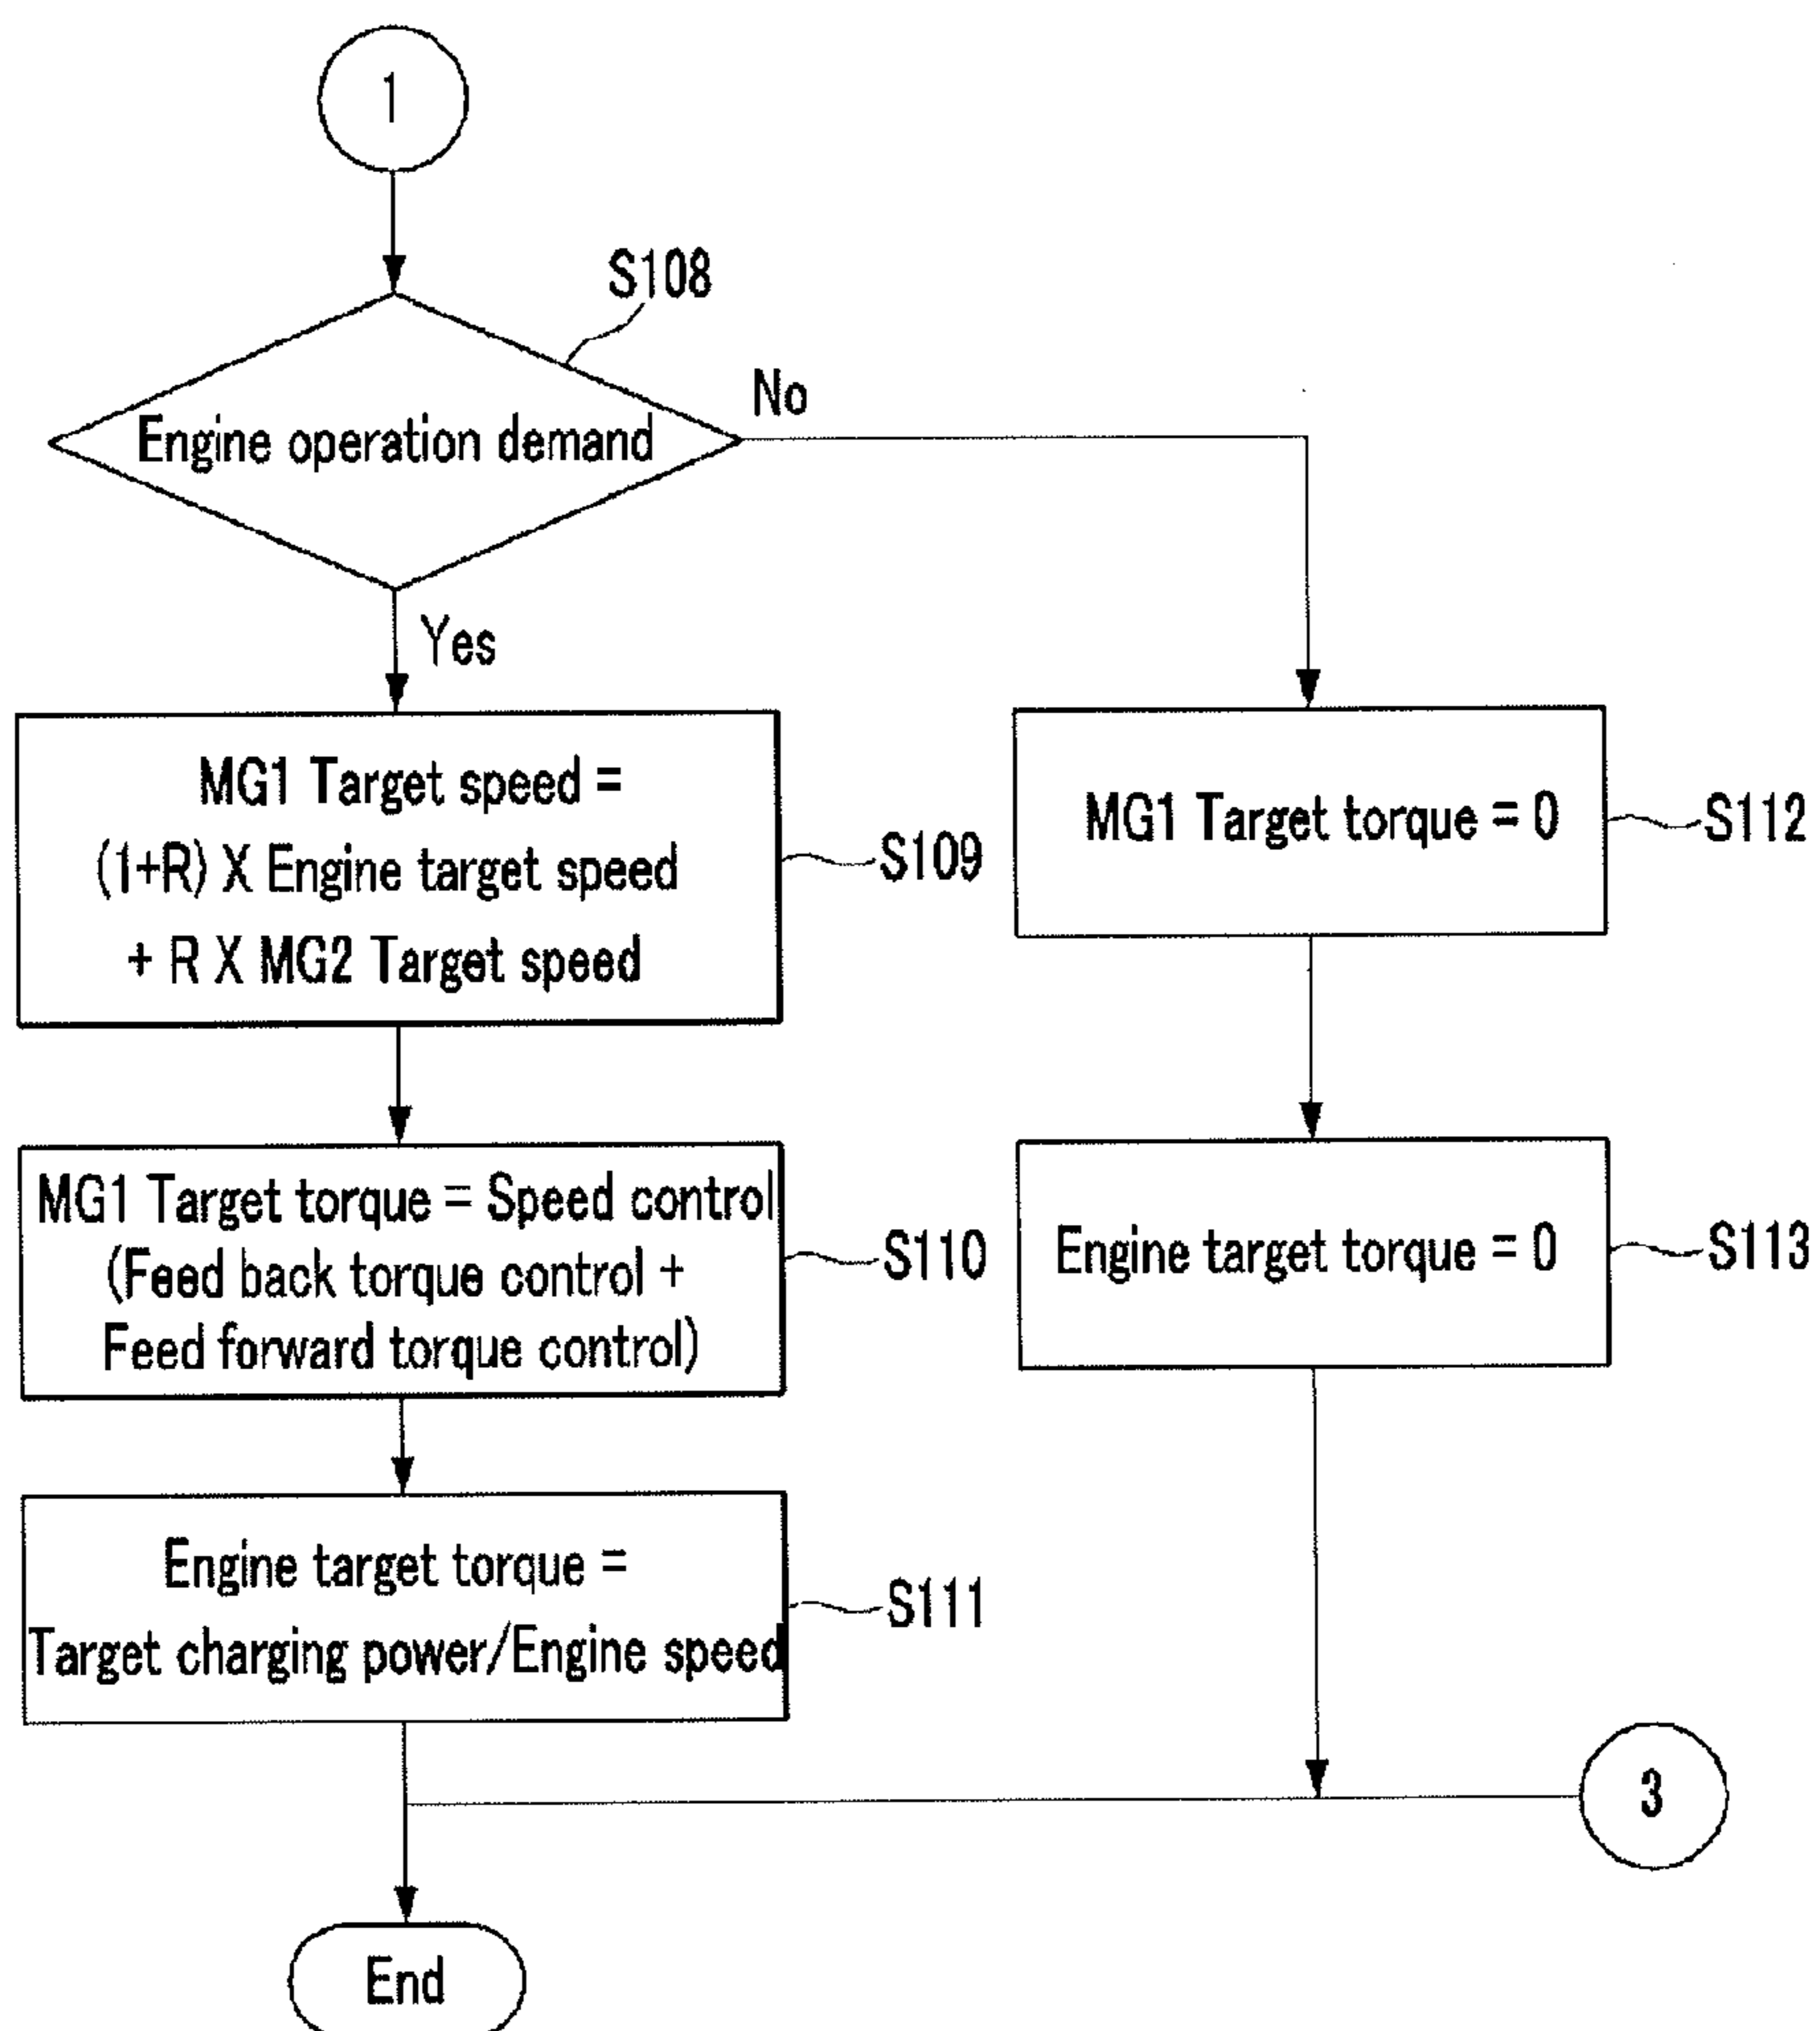 1
S108
Engine operation demand
No
Yes
MG1 Target speed =
(1+R) X Engine target speed
+ R X MG2 Target speed
S109
MG1 Target torque = 0
S112
MG1 Target torque = Speed control
(Feed back torque control +
Feed forward torque control)
S110
Engine target torque = 0
S113
Engine target torque =
Target charging power/Engine speed
S111
3
End